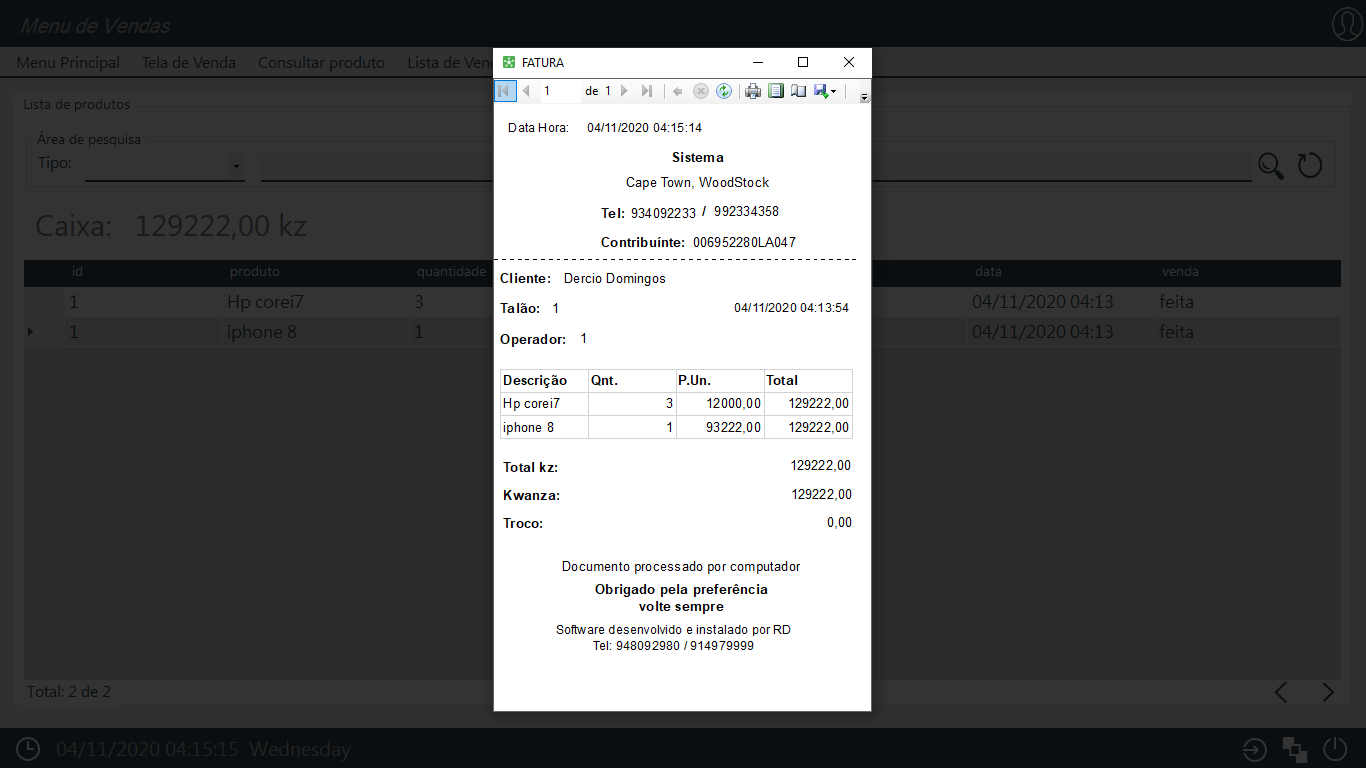 Menu de Vendas
Menu Principal Tela de Venda Consultar produto Lista de Ven
Lista de produtos
Área de pesquisa
Tipo:
Caixa: 129222,00 kz
id produto quantidade data venda
1 Hp corei7 3 04/11/2020 04:13 feita
1 iphone 8 1 04/11/2020 04:13 feita
Total: 2 de 2
04/11/2020 04:15:15 Wednesday
FATURA
1 de 1
Data Hora: 04/11/2020 04:15:14
Sistema
Cape Town, WoodStock
Tel: 934092233 / 992334358
Contribuínte: 006952280LA047
Cliente: Dercio Domingos
Talão: 1 04/11/2020 04:13:54
Operador: 1
Descrição Qnt. P.Un. Total
Hp corei7 3 12000,00 129222,00
iphone 8 1 93222,00 129222,00
Total kz: 129222,00
Kwanza: 129222,00
Troco: 0,00
Documento processado por computador
Obrigado pela preferência
volte sempre
Software desenvolvido e instalado por RD
Tel: 948092980 / 914979999